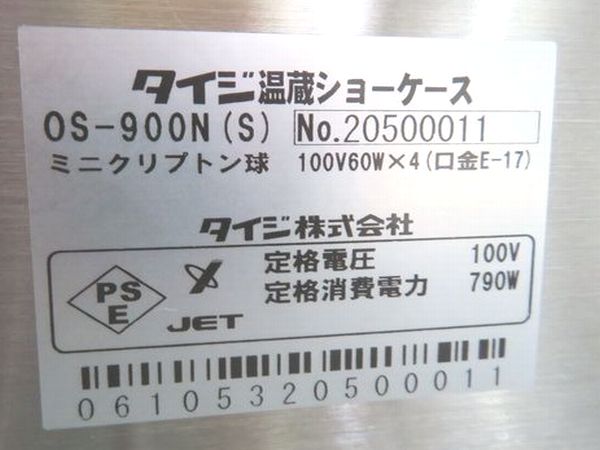 タイジ温蔵ショーケース
OS-900N(S) No.20500011
ミニクリプトン球 100V60W×4(口金E-17)
タイジ株式会社
定格電圧 100V
定格消費電力 790W
PS
E
JET
0610532050​0011